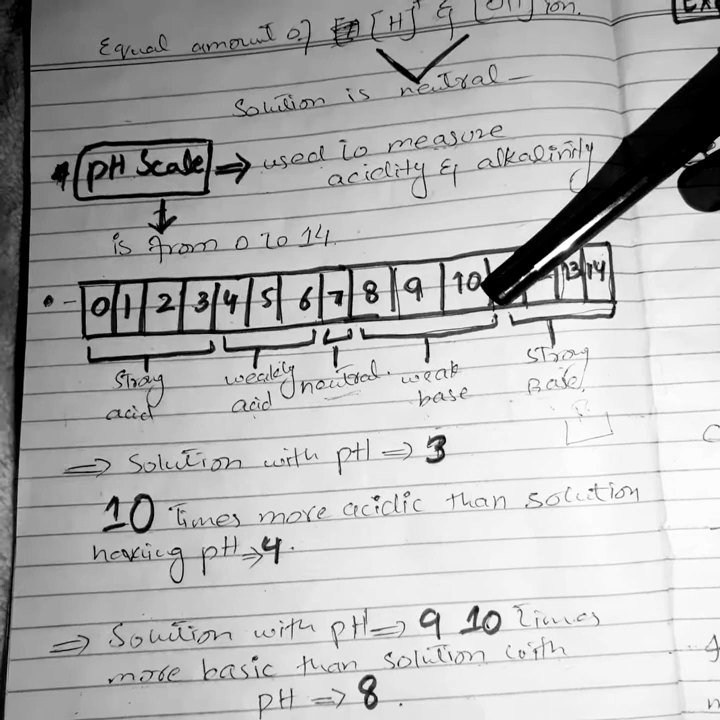 Equal amount of [H]⁺ & [OH] ion.
Solution is neutral —
pH Scale ⇒ used to measure
acidity & alkalinity
is from 0 to 14.
0 1 2 3 4 5 6 7 8 9 10 13 14
Strong acid
weakly acid
neutral.
weak base
Strong Base
⇒ Solution with pH ⇒ 3
10 Times more acidic than solution
having pH ⇒ 4.
⇒ Solution with pH ⇒ 9 10 Times
more basic than solution with
pH ⇒ 8.